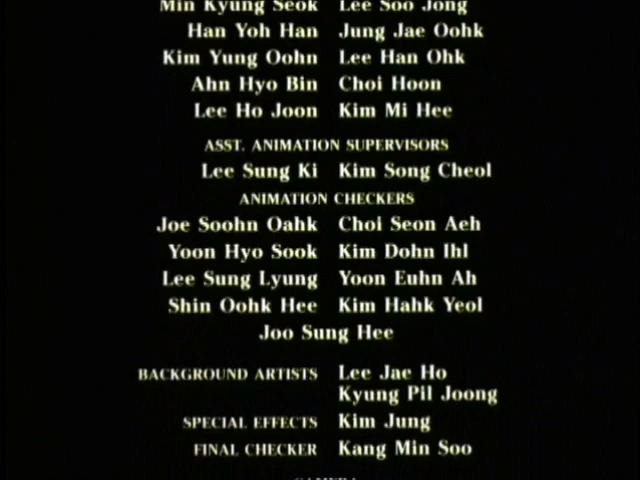 Min Kyung Seok Lee Soo Jong
Han Yoh Han Jung Jae Oohk
Kim Yung Oohn Lee Han Ohk
Ahn Hyo Bin Choi Hoon
Lee Ho Joon Kim Mi Hee
ASST. ANIMATION SUPERVISORS
Lee Sung Ki Kim Song Cheol
ANIMATION CHECKERS
Joe Soohn Oahk Choi Seon Aeh
Yoon Hyo Sook Kim Dohn Ihl
Lee Sung Lyung Yoon Euhn Ah
Shin Oohk Hee Kim Hahk Yeol
Joo Sung Hee
BACKGROUND ARTISTS Lee Jae Ho
Kyung Pil Joong
SPECIAL EFFECTS Kim Jung
FINAL CHECKER Kang Min Soo